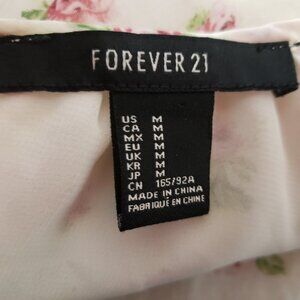 FOREVER 21
US M
CA M
MX M
EU M
UK M
KR M
JP M
CN 165/92A
MADE IN CHINA
FABRIQUÉ EN CHINE